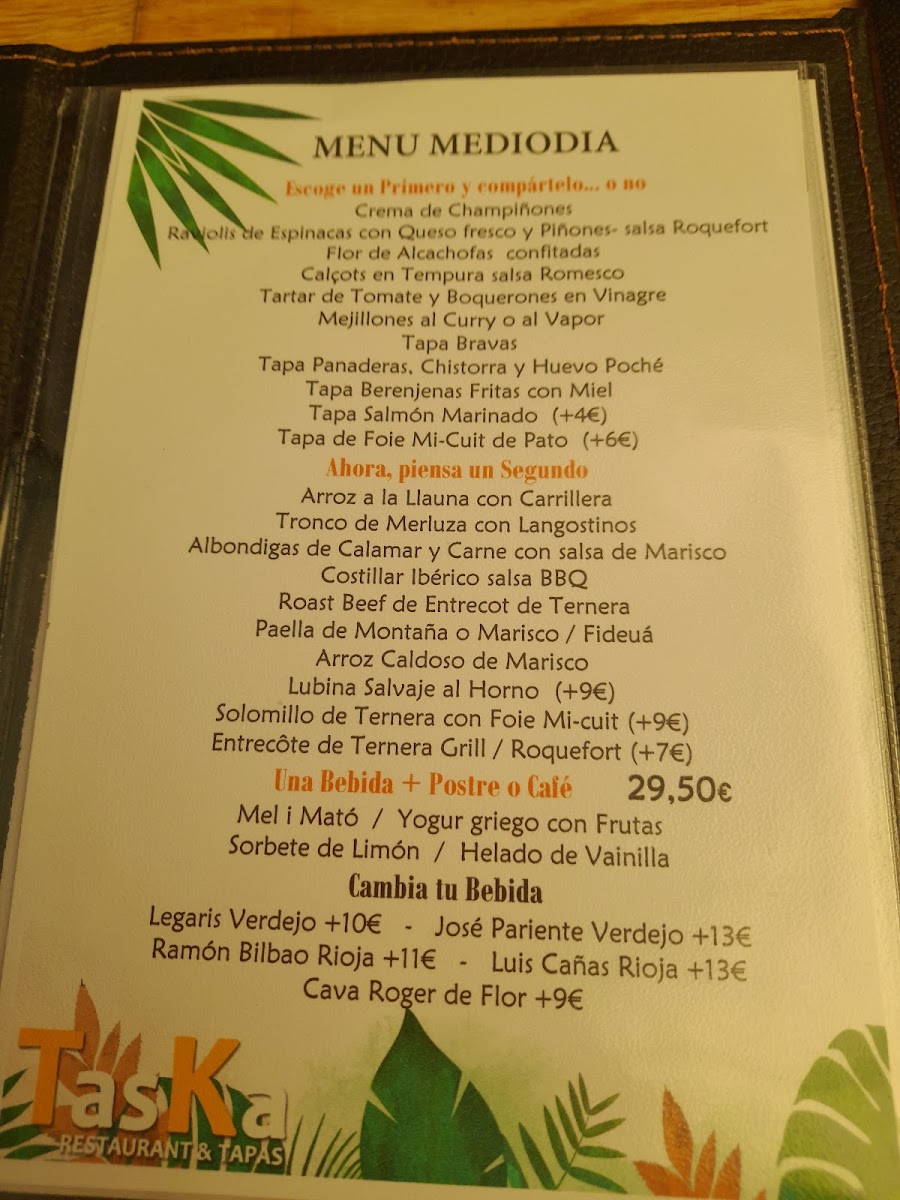 MENU MEDIODIA
Escoge un Primero y compártelo... o no
Crema de Champiñones
Raviolis de Espinacas con Queso fresco y Piñones- salsa Roquefort
Flor de Alcachofas confitadas
Calçots en Tempura salsa Romesco
Tartar de Tomate y Boquerones en Vinagre
Mejillones al Curry o al Vapor
Tapa Bravas
Tapa Panaderas, Chistorra y Huevo Poché
Tapa Berenjenas Fritas con Miel
Tapa Salmón Marinado (+4€)
Tapa de Foie Mi-Cuit de Pato (+6€)
Ahora, piensa un Segundo
Arroz a la Llauna con Carrillera
Tronco de Merluza con Langostinos
Albondigas de Calamar y Carne con salsa de Marisco
Costillar Ibérico salsa BBQ
Roast Beef de Entrecot de Ternera
Paella de Montaña o Marisco / Fideuá
Arroz Caldoso de Marisco
Lubina Salvaje al Horno (+9€)
Solomillo de Ternera con Foie Mi-cuit (+9€)
Entrecôte de Ternera Grill / Roquefort (+7€)
Una Bebida + Postre o Café 29,50€
Mel i Mató / Yogur griego con Frutas
Sorbete de Limón / Helado de Vainilla
Cambia tu Bebida
Legaris Verdejo +10€ - José Pariente Verdejo +13€
Ramón Bilbao Rioja +11€ - Luis Cañas Rioja +13€
Cava Roger de Flor +9€
TasKa
RESTAURANT & TAPAS